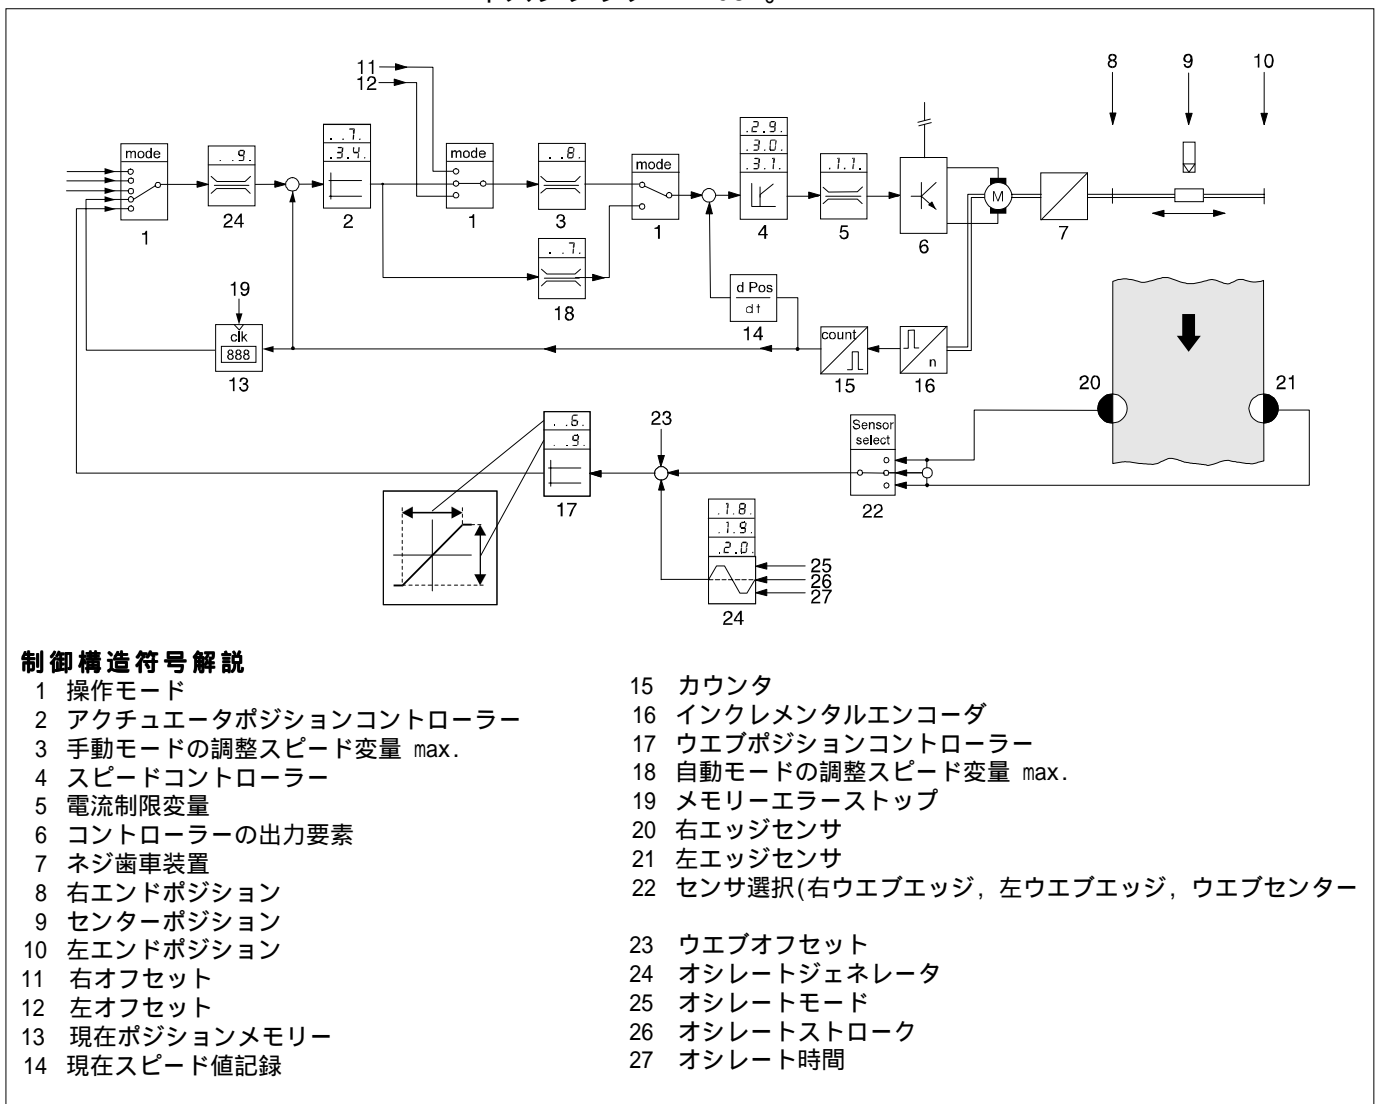 11
12
8 9 10
mode
. . 9.
. . 7.
. 3. 4.
mode
. . 8.
mode
. 2. 9.
. 3. 0.
. 3. 1.
. 1. 1.
M
1 24 2 1 3 1 4 5 6 7
. . 7.
18
19
clk
888
13
d Pos
dt
14
count
15
n
16
20 21
. . 6.
. . 9.
17
23
Sensor
select
22
. 1. 8.
. 1. 9.
. 2. 0.
25
26
27
24
制御構造符号解説
1 操作モード
2 アクチュエータポジションコントローラー
3 手動モードの調整スピード変量 max.
4 スピードコントローラー
5 電流制限変量
6 コントローラーの出力要素
7 ネジ歯車装置
8 右エンドポジション
9 センターポジション
10 左エンドポジション
11 右オフセット
12 左オフセット
13 現在ポジションメモリー
14 現在スピード値記録
15 カウンタ
16 インクレメンタルエンコーダ
17 ウエブポジションコントローラー
18 自動モードの調整スピード変量 max.
19 メモリーエラーストップ
20 右エッジセンサ
21 左エッジセンサ
22 センサ選択(右ウエブエッジ, 左ウエブエッジ, ウエブセンター
23 ウエブオフセット
24 オシレートジェネレータ
25 オシレートモード
26 オシレートストローク
27 オシレート時間